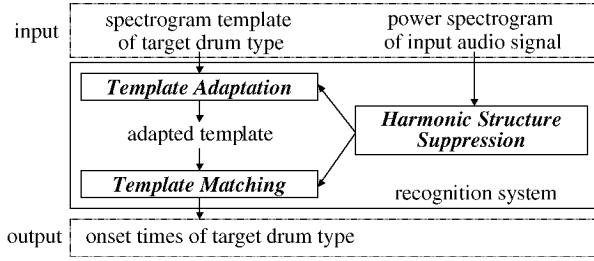 input
spectrogram template
of target drum type
power spectrogram
of input audio signal
Template Adaptation
adapted template
Harmonic Structure
Suppression
Template Matching
recognition system
output
onset times of target drum type